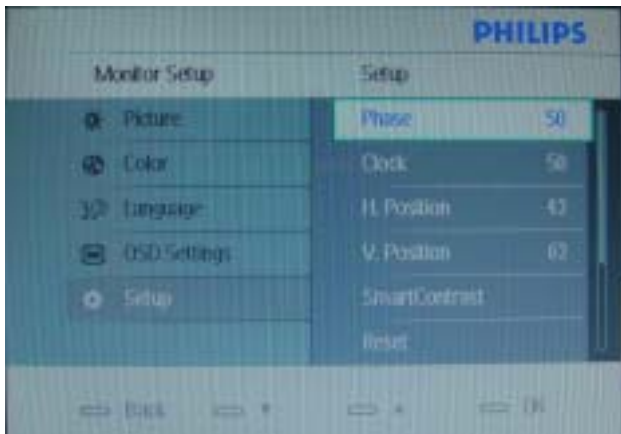 PHILIPS
Monitor Setup
Setup
Picture
Phase 50
Color
Clock 50
Language
H. Position 43
OSD Settings
V. Position 62
Setup
SmartContrast
Reset
Back ▼ ▲ OK